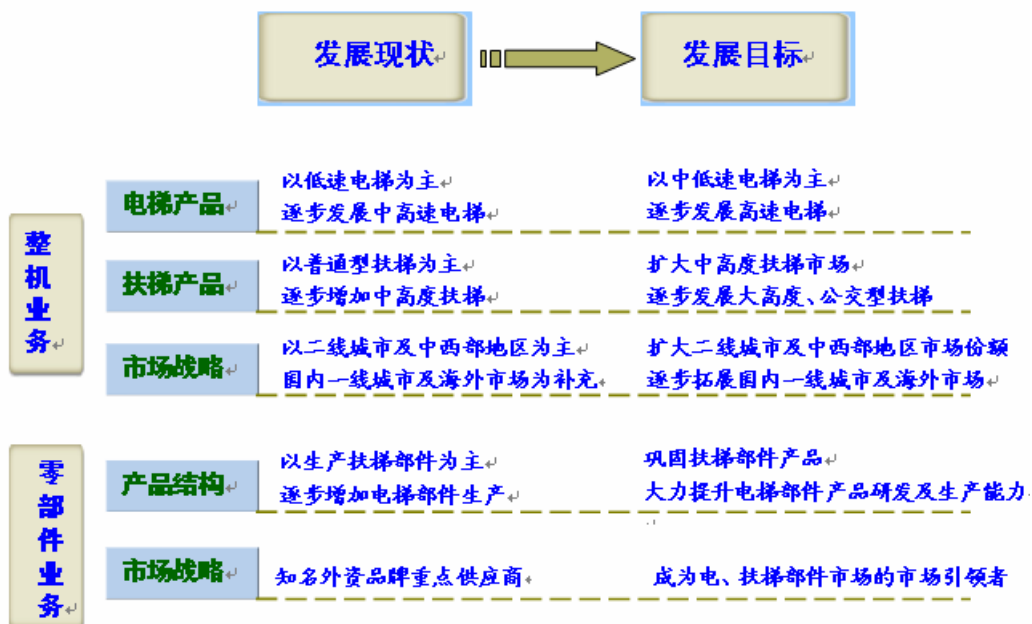 发展现状
发展目标
整机业务
电梯产品
以低速电梯为主
逐步发展中高速电梯
以中低速电梯为主
逐步发展高速电梯
扶梯产品
以普通型扶梯为主
逐步增加中高度扶梯
扩大中高度扶梯市场
逐步发展大高度、公交型扶梯
市场战略
以二线城市及中西部地区为主
国内一线城市及海外市场为补充
扩大二线城市及中西部地区市场份额
逐步拓展国内一线城市及海外市场
零部件业务
产品结构
以生产扶梯部件为主
逐步增加电梯部件生产
巩固扶梯部件产品
大力提升电梯部件产品研发及生产能力
市场战略
知名外资品牌重点供应商
成为电、扶梯部件市场的市场引领者